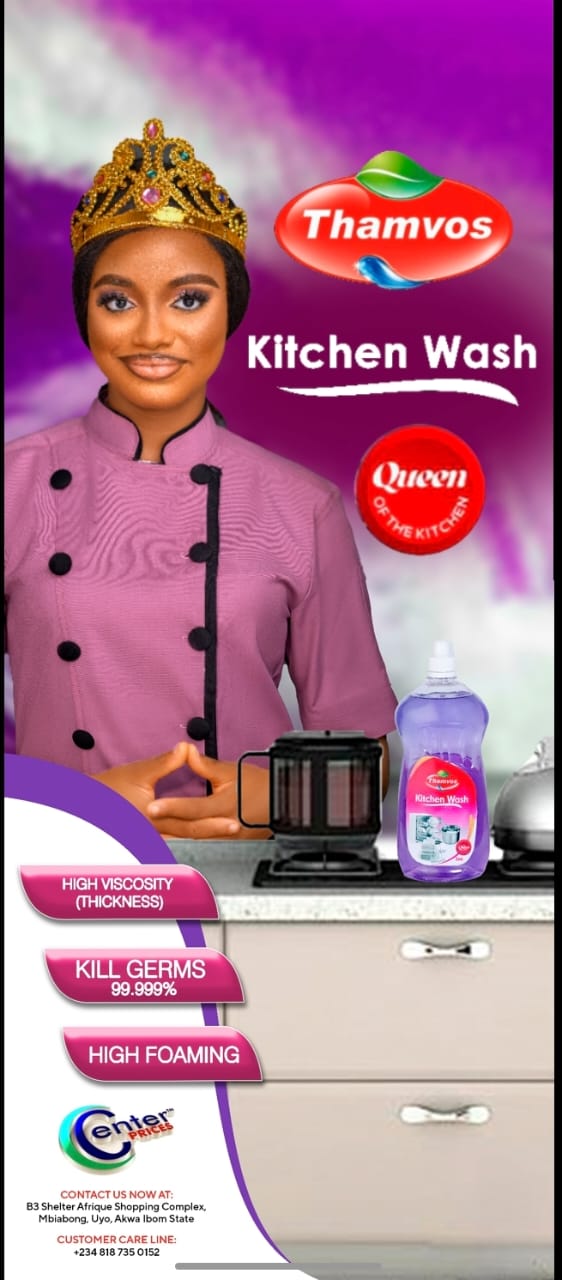 Thamvos
Kitchen Wash
Queen
OF THE KITCHEN
Thamvos
Kitchen Wash
HIGH VISCOSITY
(THICKNESS)
KILL GERMS
99.999%
HIGH FOAMING
Center™
PRICES
CONTACT US NOW AT:
B3 Shelter Afrique Shopping Complex,
Mbiabong, Uyo, Akwa Ibom State
CUSTOMER CARE LINE:
+234 818 735 0152